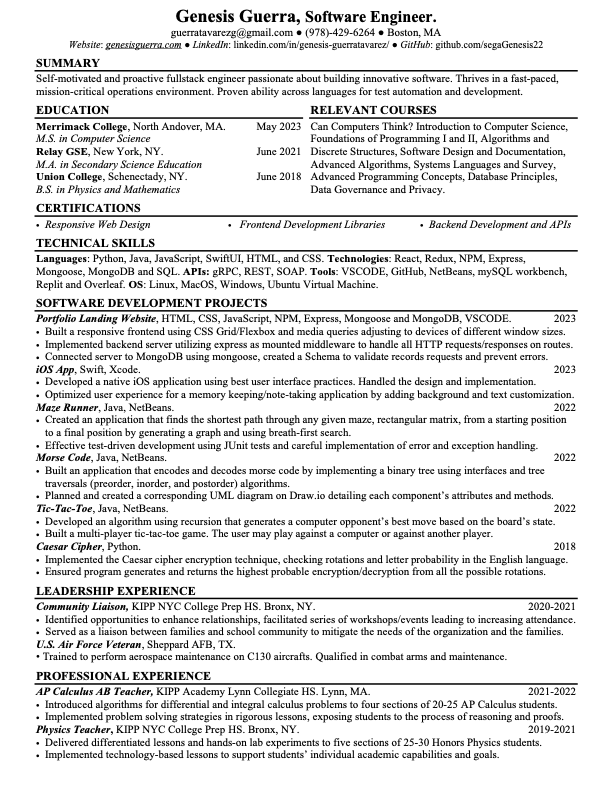 Genesis Guerra, Software Engineer.
guerratavarezg@gmail.com ● (978)-429-6264 ● Boston, MA
Website: genesisguerra.com ● LinkedIn: linkedin.com/in/genesis-guerratavarez/ ● GitHub: github.com/segaGenesis22
SUMMARY
Self-motivated and proactive fullstack engineer passionate about building innovative software. Thrives in a fast-paced,
mission-critical operations environment. Proven ability across languages for test automation and development.
EDUCATION
Merrimack College, North Andover, MA. May 2023
M.S. in Computer Science
Relay GSE, New York, NY. June 2021
M.A. in Secondary Science Education
Union College, Schenectady, NY. June 2018
B.S. in Physics and Mathematics
RELEVANT COURSES
Can Computers Think? Introduction to Computer Science,
Foundations of Programming I and II, Algorithms and
Discrete Structures, Software Design and Documentation,
Advanced Algorithms, Systems Languages and Survey,
Advanced Programming Concepts, Database Principles,
Data Governance and Privacy.
CERTIFICATIONS
• Responsive Web Design • Frontend Development Libraries • Backend Development and APIs
TECHNICAL SKILLS
Languages: Python, Java, JavaScript, SwiftUI, HTML, and CSS. Technologies: React, Redux, NPM, Express,
Mongoose, MongoDB and SQL. APIs: gRPC, REST, SOAP. Tools: VSCODE, GitHub, NetBeans, mySQL workbench,
Replit and Overleaf. OS: Linux, MacOS, Windows, Ubuntu Virtual Machine.
SOFTWARE DEVELOPMENT PROJECTS
Portfolio Landing Website, HTML, CSS, JavaScript, NPM, Express, Mongoose and MongoDB, VSCODE. 2023
• Built a responsive frontend using CSS Grid/Flexbox and media queries adjusting to devices of different window sizes.
• Implemented backend server utilizing express as mounted middleware to handle all HTTP requests/responses on routes.
• Connected server to MongoDB using mongoose, created a Schema to validate records requests and prevent errors.
iOS App, Swift, Xcode. 2023
• Developed a native iOS application using best user interface practices. Handled the design and implementation.
• Optimized user experience for a memory keeping/note-taking application by adding background and text customization.
Maze Runner, Java, NetBeans. 2022
• Created an application that finds the shortest path through any given maze, rectangular matrix, from a starting position
to a final position by generating a graph and using breath-first search.
• Effective test-driven development using JUnit tests and careful implementation of error and exception handling.
Morse Code, Java, NetBeans. 2022
• Built an application that encodes and decodes morse code by implementing a binary tree using interfaces and tree
traversals (preorder, inorder, and postorder) algorithms.
• Planned and created a corresponding UML diagram on Draw.io detailing each component's attributes and methods.
Tic-Tac-Toe, Java, NetBeans. 2022
• Developed an algorithm using recursion that generates a computer opponent's best move based on the board's state.
• Built a multi-player tic-tac-toe game. The user may play against a computer or against another player.
Caesar Cipher, Python. 2018
• Implemented the Caesar cipher encryption technique, checking rotations and letter probability in the English language.
• Ensured program generates and returns the highest probable encryption/decryption from all the possible rotations.
LEADERSHIP EXPERIENCE
Community Liaison, KIPP NYC College Prep HS. Bronx, NY. 2020-2021
• Identified opportunities to enhance relationships, facilitated series of workshops/events leading to increasing attendance.
• Served as a liaison between families and school community to mitigate the needs of the organization and the families.
U.S. Air Force Veteran, Sheppard AFB, TX.
• Trained to perform aerospace maintenance on C130 aircrafts. Qualified in combat arms and maintenance.
PROFESSIONAL EXPERIENCE
AP Calculus AB Teacher, KIPP Academy Lynn Collegiate HS. Lynn, MA. 2021-2022
• Introduced algorithms for differential and integral calculus problems to four sections of 20-25 AP Calculus students.
• Implemented problem solving strategies in rigorous lessons, exposing students to the process of reasoning and proofs.
Physics Teacher, KIPP NYC College Prep HS. Bronx, NY. 2019-2021
• Delivered differentiated lessons and hands-on lab experiments to five sections of 25-30 Honors Physics students.
• Implemented technology-based lessons to support students' individual academic capabilities and goals.